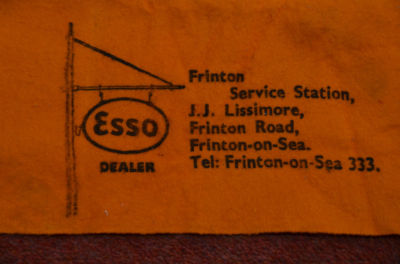 Esso
DEALER
Frinton
Service Station,
J.J. Lissimore,
Frinton Road,
Frinton-on-Sea.
Tel: Frinton-on-Sea 333.